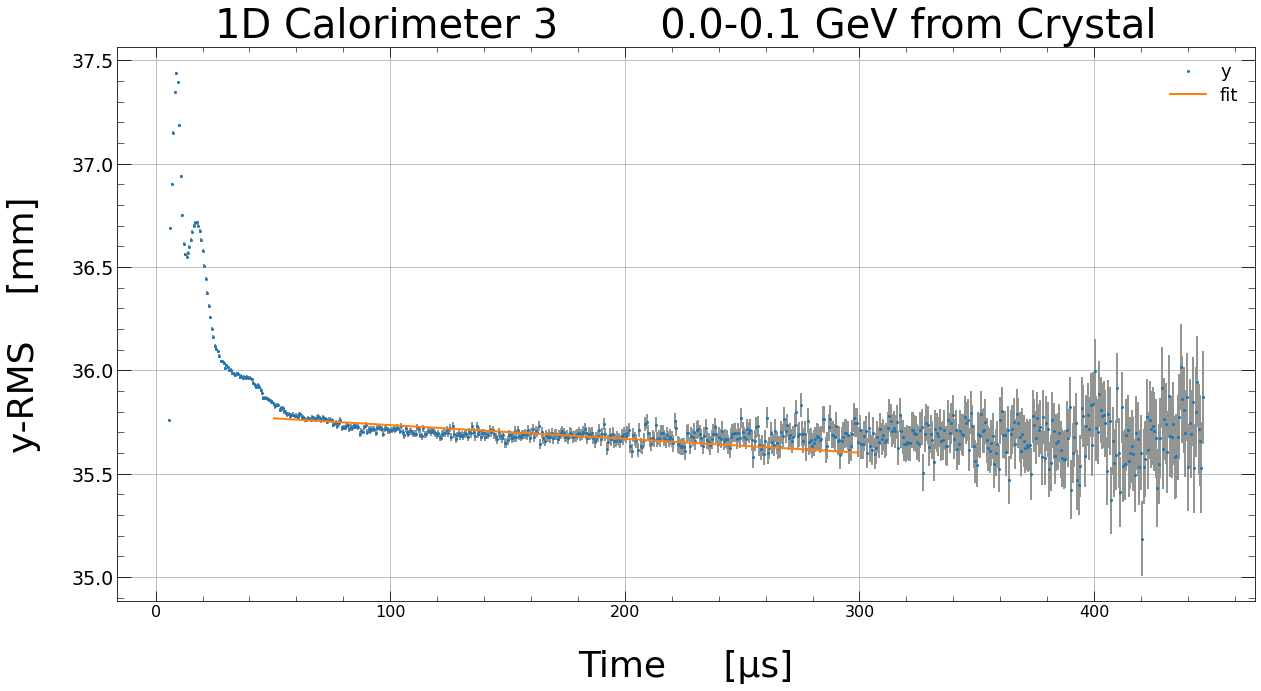 1D Calorimeter 3 0.0-0.1 GeV from Crystal
y-RMS [mm]
37.5
37.0
36.5
36.0
35.5
35.0
y
fit
0 100 200 300 400
Time [μs]